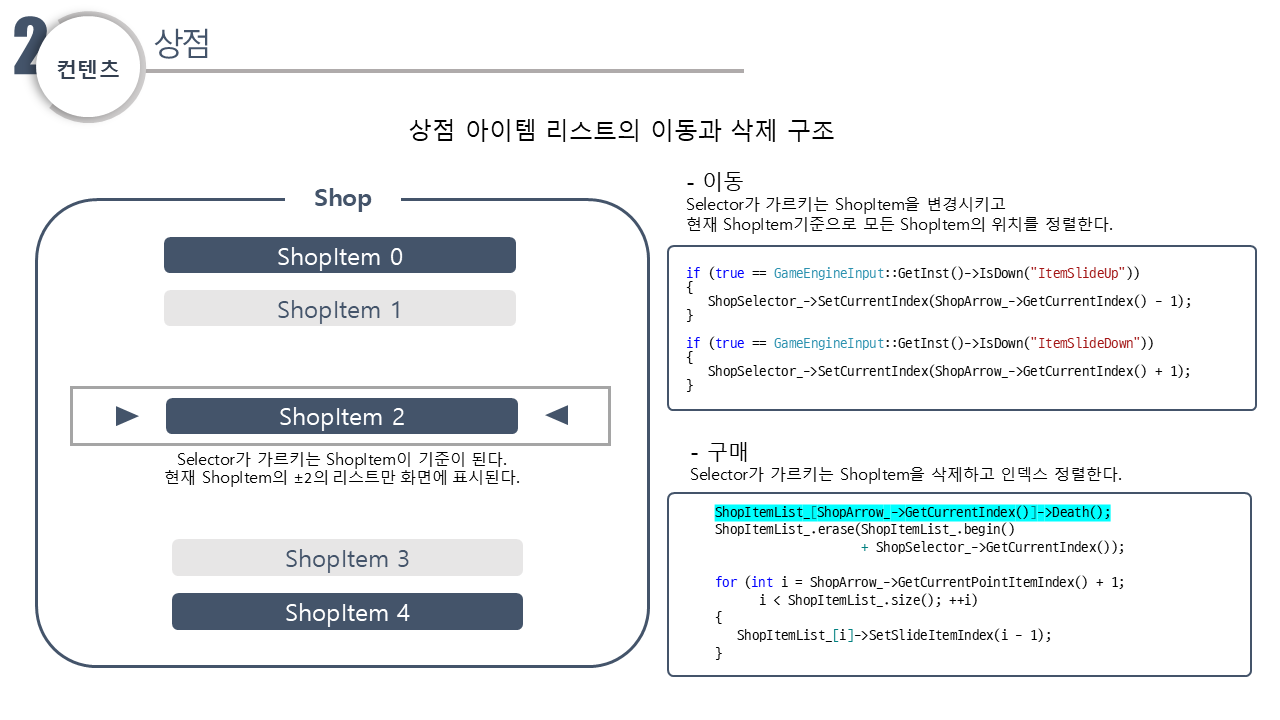 2
컨텐츠
상점
상점 아이템 리스트의 이동과 삭제 구조
Shop
ShopItem 0
ShopItem 1
ShopItem 2
Selector가 가르키는 ShopItem이 기준이 된다.
현재 ShopItem의 ±2의 리스트만 화면에 표시된다.
ShopItem 3
ShopItem 4
- 이동
Selector가 가르키는 ShopItem을 변경시키고
현재 ShopItem기준으로 모든 ShopItem의 위치를 정렬한다.
if (true == GameEngineInput::GetInst()->IsDown("ItemSlideUp"))
{
ShopSelector_->SetCurrentIndex(ShopArrow_->GetCurrentIndex() - 1);
}
if (true == GameEngineInput::GetInst()->IsDown("ItemSlideDown"))
{
ShopSelector_->SetCurrentIndex(ShopArrow_->GetCurrentIndex() + 1);
}
- 구매
Selector가 가르키는 ShopItem을 삭제하고 인덱스 정렬한다.
ShopItemList_[ShopArrow_->GetCurrentIndex()]->Death();
ShopItemList_.erase(ShopItemList_.begin()
+ ShopSelector_->GetCurrentIndex());
for (int i = ShopArrow_->GetCurrentPointItemIndex() + 1;
i < ShopItemList_.size(); ++i)
{
ShopItemList_[i]->SetSlideItemIndex(i - 1);
}